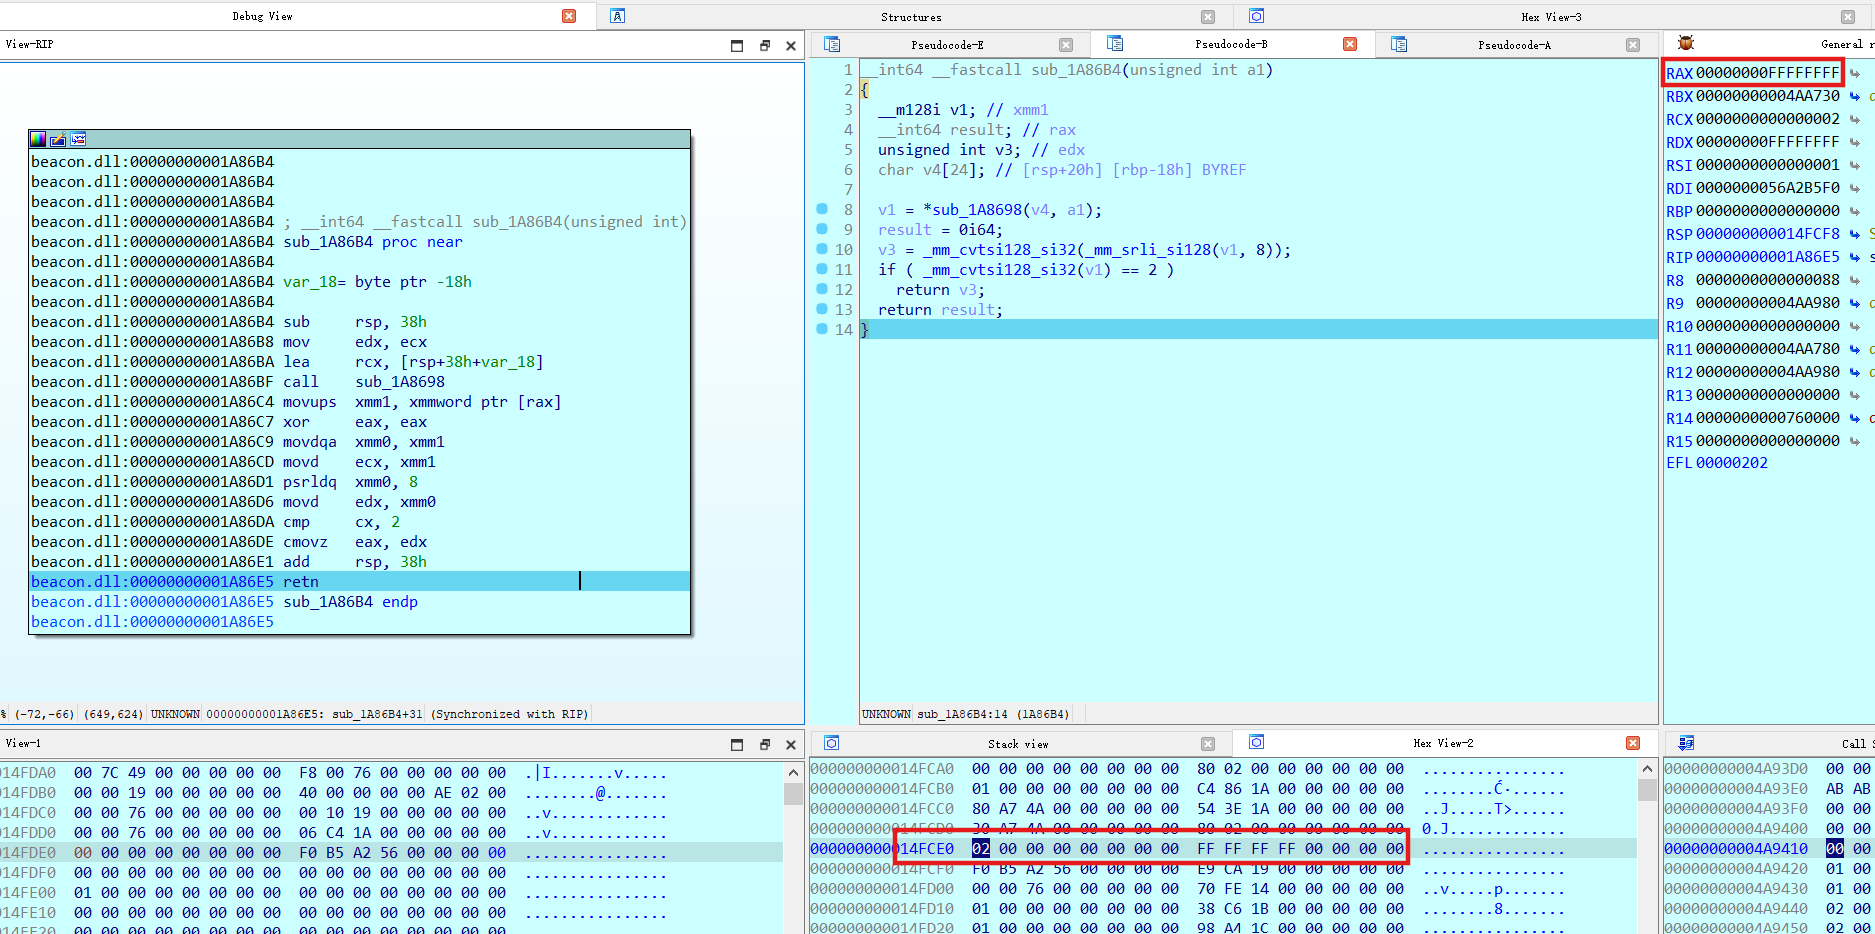 Debug View
Structures
Hex View-3
View-RIP
Pseudocode-E
Pseudocode-B
Pseudocode-A
General r
beacon.dll:00000000001A86B4
beacon.dll:00000000001A86B4
beacon.dll:00000000001A86B4
beacon.dll:00000000001A86B4 ; __int64 __fastcall sub_1A86B4(unsigned int)
beacon.dll:00000000001A86B4 sub_1A86B4 proc near
beacon.dll:00000000001A86B4
beacon.dll:00000000001A86B4 var_18= byte ptr -18h
beacon.dll:00000000001A86B4
beacon.dll:00000000001A86B4 sub rsp, 38h
beacon.dll:00000000001A86B8 mov edx, ecx
beacon.dll:00000000001A86BA lea rcx, [rsp+38h+var_18]
beacon.dll:00000000001A86BF call sub_1A8698
beacon.dll:00000000001A86C4 movups xmm1, xmmword ptr [rax]
beacon.dll:00000000001A86C7 xor eax, eax
beacon.dll:00000000001A86C9 movdqa xmm0, xmm1
beacon.dll:00000000001A86CD movd ecx, xmm1
beacon.dll:00000000001A86D1 psrldq xmm0, 8
beacon.dll:00000000001A86D6 movd edx, xmm0
beacon.dll:00000000001A86DA cmp cx, 2
beacon.dll:00000000001A86DE cmovz eax, edx
beacon.dll:00000000001A86E1 add rsp, 38h
beacon.dll:00000000001A86E5 retn
beacon.dll:00000000001A86E5 sub_1A86B4 endp
beacon.dll:00000000001A86E5
% (-72,-66) (649,624) UNKNOWN 00000000001A86E5: sub_1A86B4+31 (Synchronized with RIP)
1 __int64 __fastcall sub_1A86B4(unsigned int a1)
2 {
3 __m128i v1; // xmm1
4 __int64 result; // rax
5 unsigned int v3; // edx
6 char v4[24]; // [rsp+20h] [rbp-18h] BYREF
7
8 v1 = *sub_1A8698(v4, a1);
9 result = 0i64;
10 v3 = _mm_cvtsi128_si32(_mm_srli_si128(v1, 8));
11 if ( _mm_cvtsi128_si32(v1) == 2 )
12 return v3;
13 return result;
14 }
UNKNOWN sub_1A86B4:14 (1A86B4)
RAX 00000000FFFFFFFF
RBX 00000000004AA730
RCX 0000000000000002
RDX 00000000FFFFFFFF
RSI 0000000000000001
RDI 0000000056A2B5F0
RBP 0000000000000000
RSP 000000000014FCF8
RIP 00000000001A86E5
R8 0000000000000088
R9 00000000004AA980
R10 0000000000000000
R11 00000000004AA780
R12 00000000004AA980
R13 0000000000000000
R14 0000000000760000
R15 0000000000000000
EFL 00000202
View-1
014FDA0 00 7C 49 00 00 00 00 00 F8 00 76 00 00 00 00 00 .|I.......v.....
014FDB0 00 00 19 00 00 00 00 00 40 00 00 00 00 AE 02 00 ........@.......
014FDC0 00 00 76 00 00 00 00 00 00 10 19 00 00 00 00 00 ..v.............
014FDD0 00 00 76 00 00 00 00 00 06 C4 1A 00 00 00 00 00 ..v.............
014FDE0 00 00 00 00 00 00 00 00 F0 B5 A2 56 00 00 00 00 ................
014FDF0 00 00 00 00 00 00 00 00 00 00 00 00 00 00 00 00 ................
014FE00 01 00 00 00 00 00 00 00 00 00 00 00 00 00 00 00 ................
014FE10 00 00 00 00 00 00 00 00 00 00 00 00 00 00 00 00 ................
Stack view
Hex View-2
000000000014FCA0 00 00 00 00 00 00 00 00 80 02 00 00 00 00 00 00 ................
000000000014FCB0 01 00 00 00 00 00 00 00 C4 86 1A 00 00 00 00 00 ........Ć·......
000000000014FCC0 80 A7 4A 00 00 00 00 00 54 3E 1A 00 00 00 00 00 ..J.....T>......
000000000014FCD0 30 A7 4A 00 00 00 00 00 80 02 00 00 00 00 00 00 0.J.............
000000000014FCE0 02 00 00 00 00 00 00 00 FF FF FF FF 00 00 00 00 ................
000000000014FCF0 F0 B5 A2 56 00 00 00 00 E9 CA 19 00 00 00 00 00 ................
000000000014FD00 00 00 76 00 00 00 00 00 70 FE 14 00 00 00 00 00 ..v.....p.......
000000000014FD10 01 00 00 00 00 00 00 00 38 C6 1B 00 00 00 00 00 ........8.......
000000000014FD20 01 00 00 00 00 00 00 00 98 A4 1C 00 00 00 00 00 ................
Call
00000000004A93D0 00 00
00000000004A93E0 AB AB
00000000004A93F0 00 00
00000000004A9400 00 00
00000000004A9410 00 00
00000000004A9420 01 00
00000000004A9430 01 00
00000000004A9440 02 00
00000000004A9450 02 00